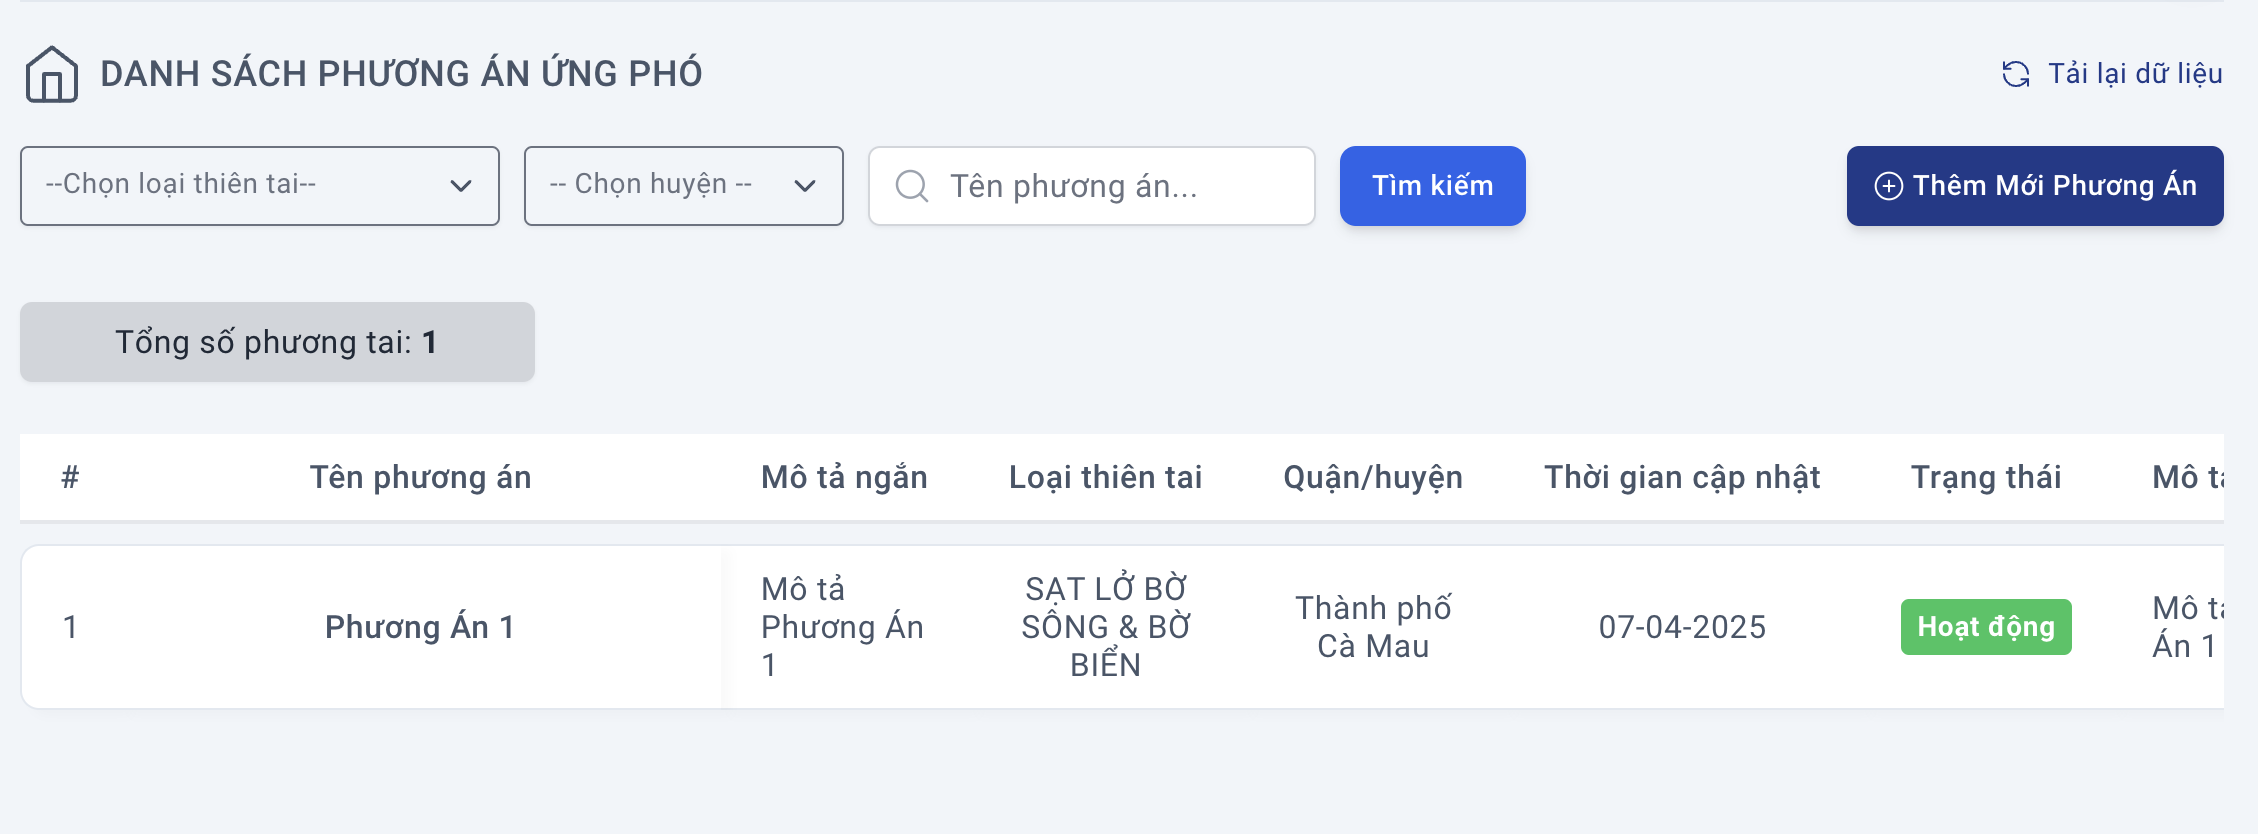 DANH SÁCH PHƯƠNG ÁN ỨNG PHÓ
Tải lại dữ liệu
--Chọn loại thiên tai--
-- Chọn huyện --
Tên phương án...
Tìm kiếm
Thêm Mới Phương Án
Tổng số phương tai: 1
# Tên phương án Mô tả ngắn Loại thiên tai Quận/huyện Thời gian cập nhật Trạng thái Mô
1
Phương Án 1
Mô tả
Phương Án
1
SẠT LỞ BỜ
SÔNG & BỜ
BIỂN
Thành phố
Cà Mau
07-04-2025
Hoạt động
Mô
Án 1